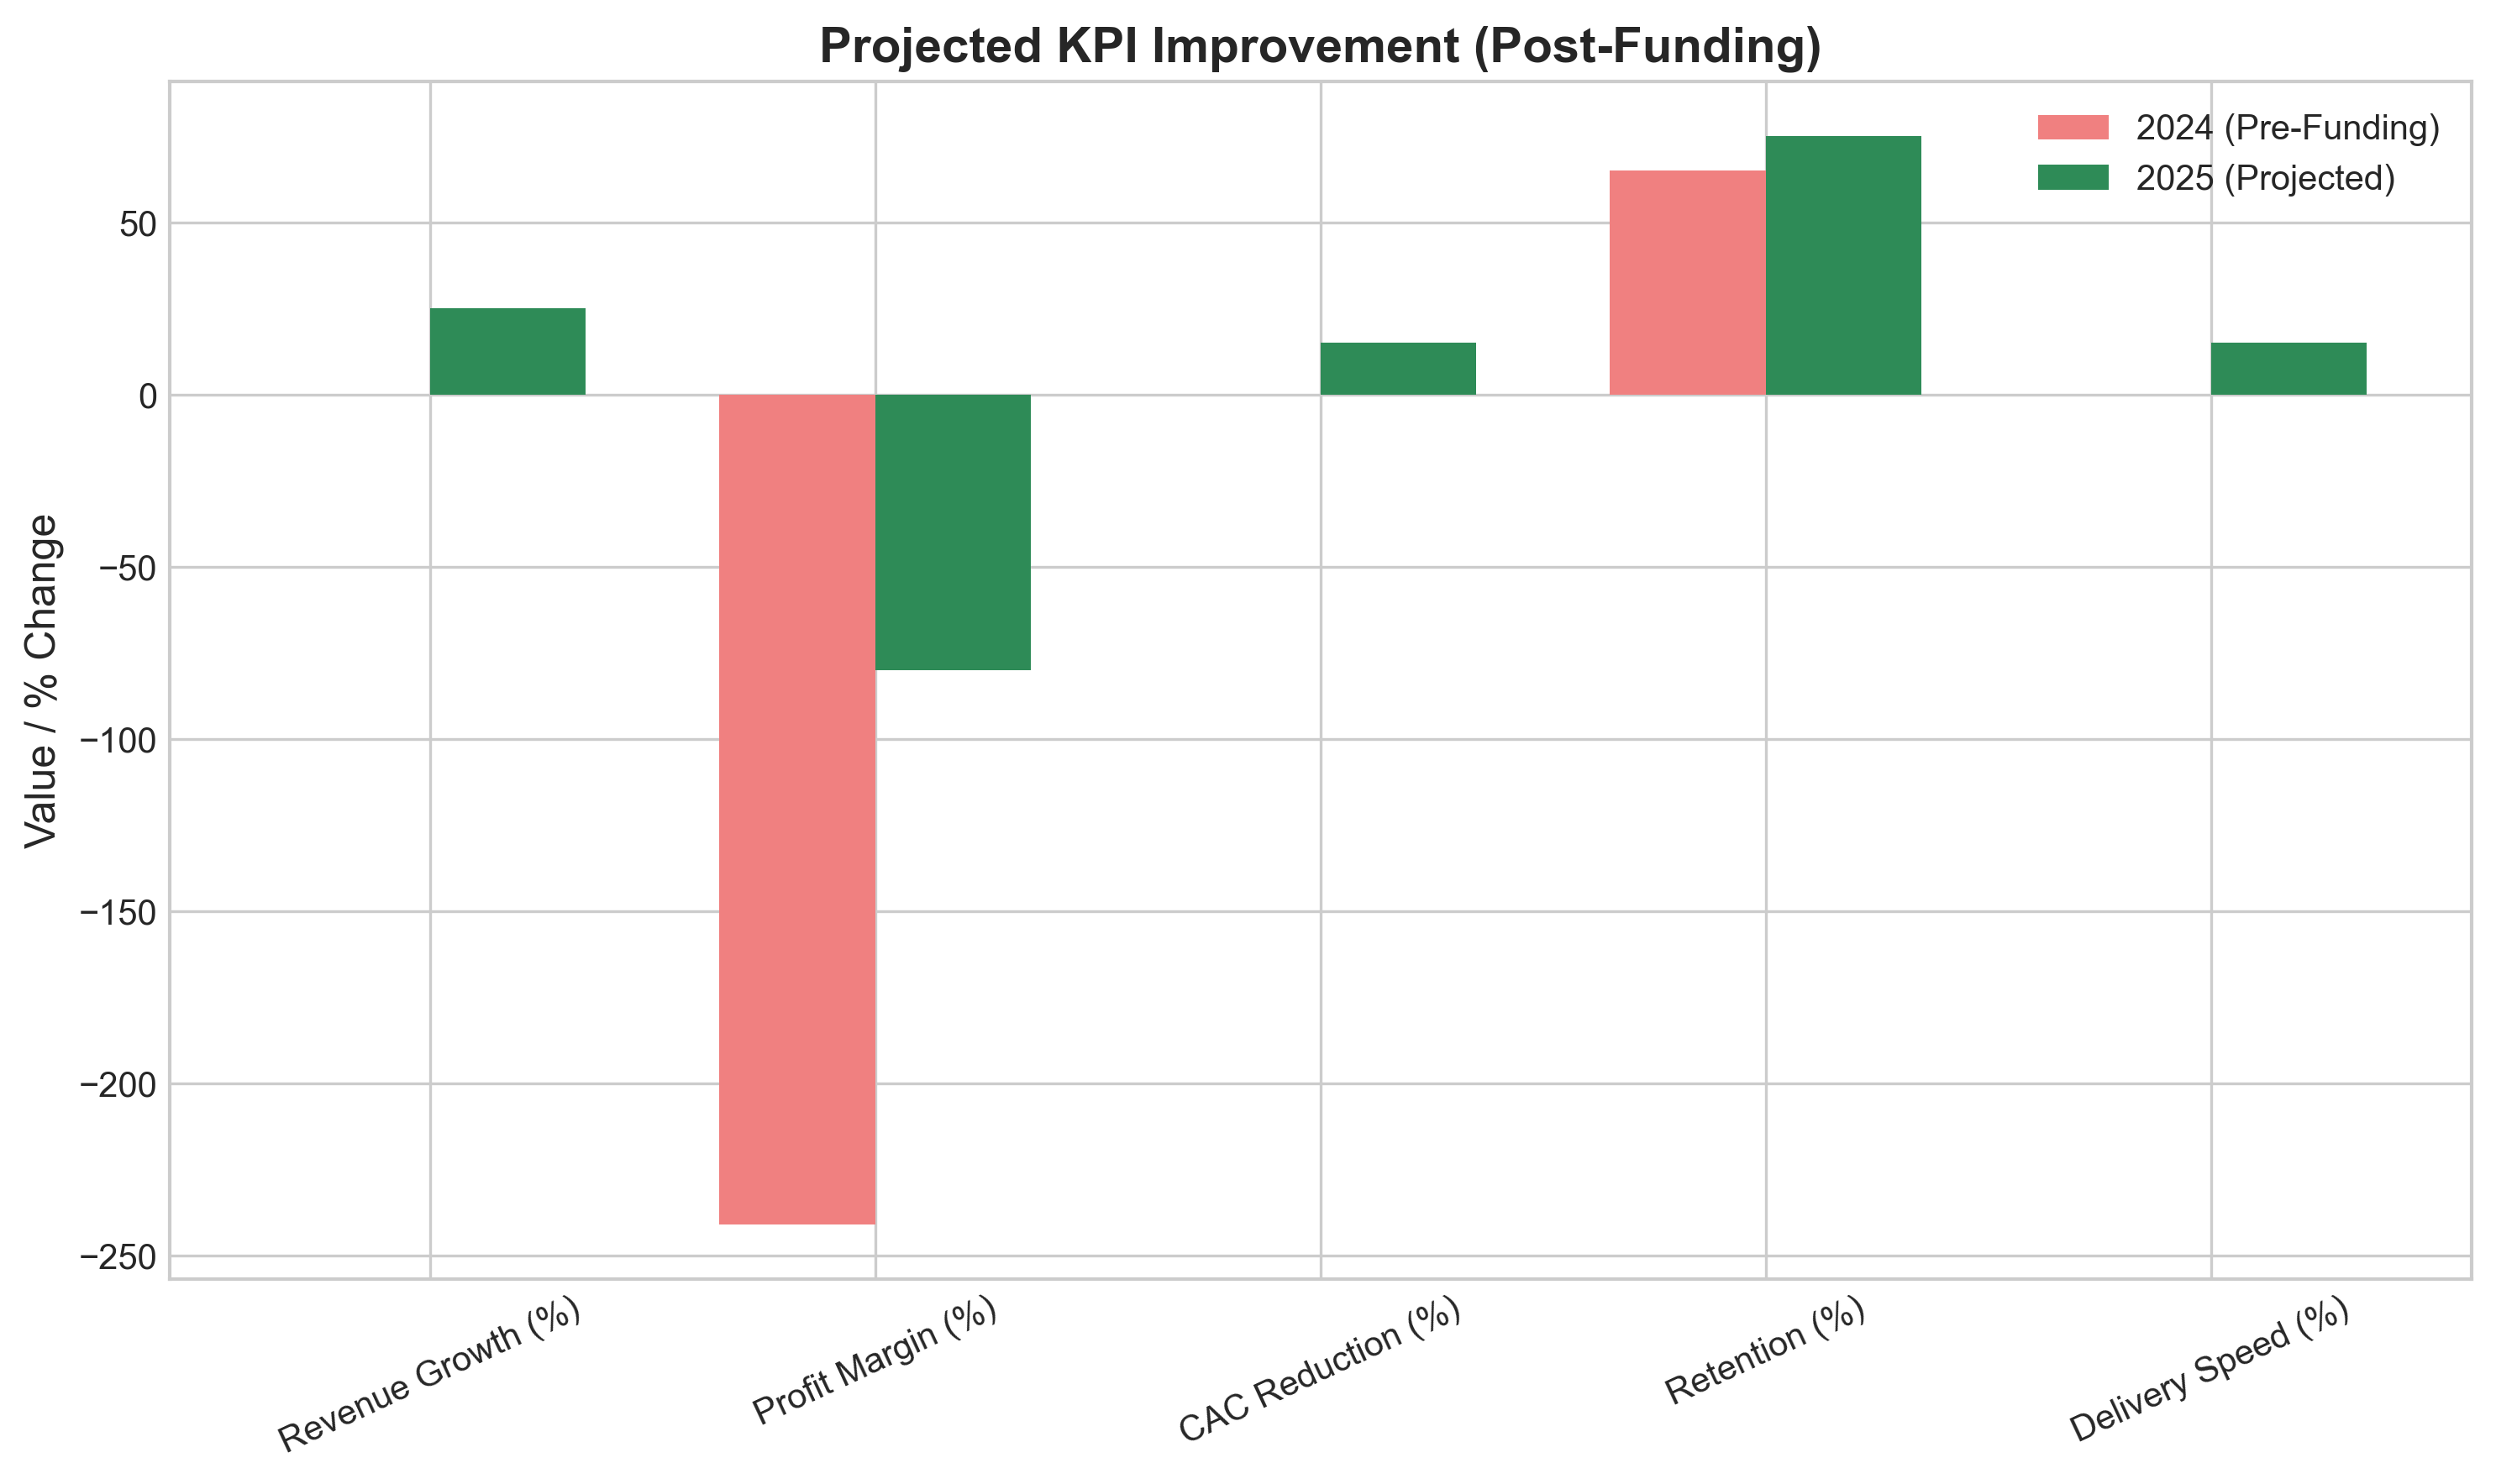 Projected KPI Improvement (Post-Funding)
2024 (Pre-Funding)
2025 (Projected)
Value / % Change
50
0
−50
−100
−150
−200
−250
Revenue Growth (%)
Profit Margin (%)
CAC Reduction (%)
Retention (%)
Delivery Speed (%)